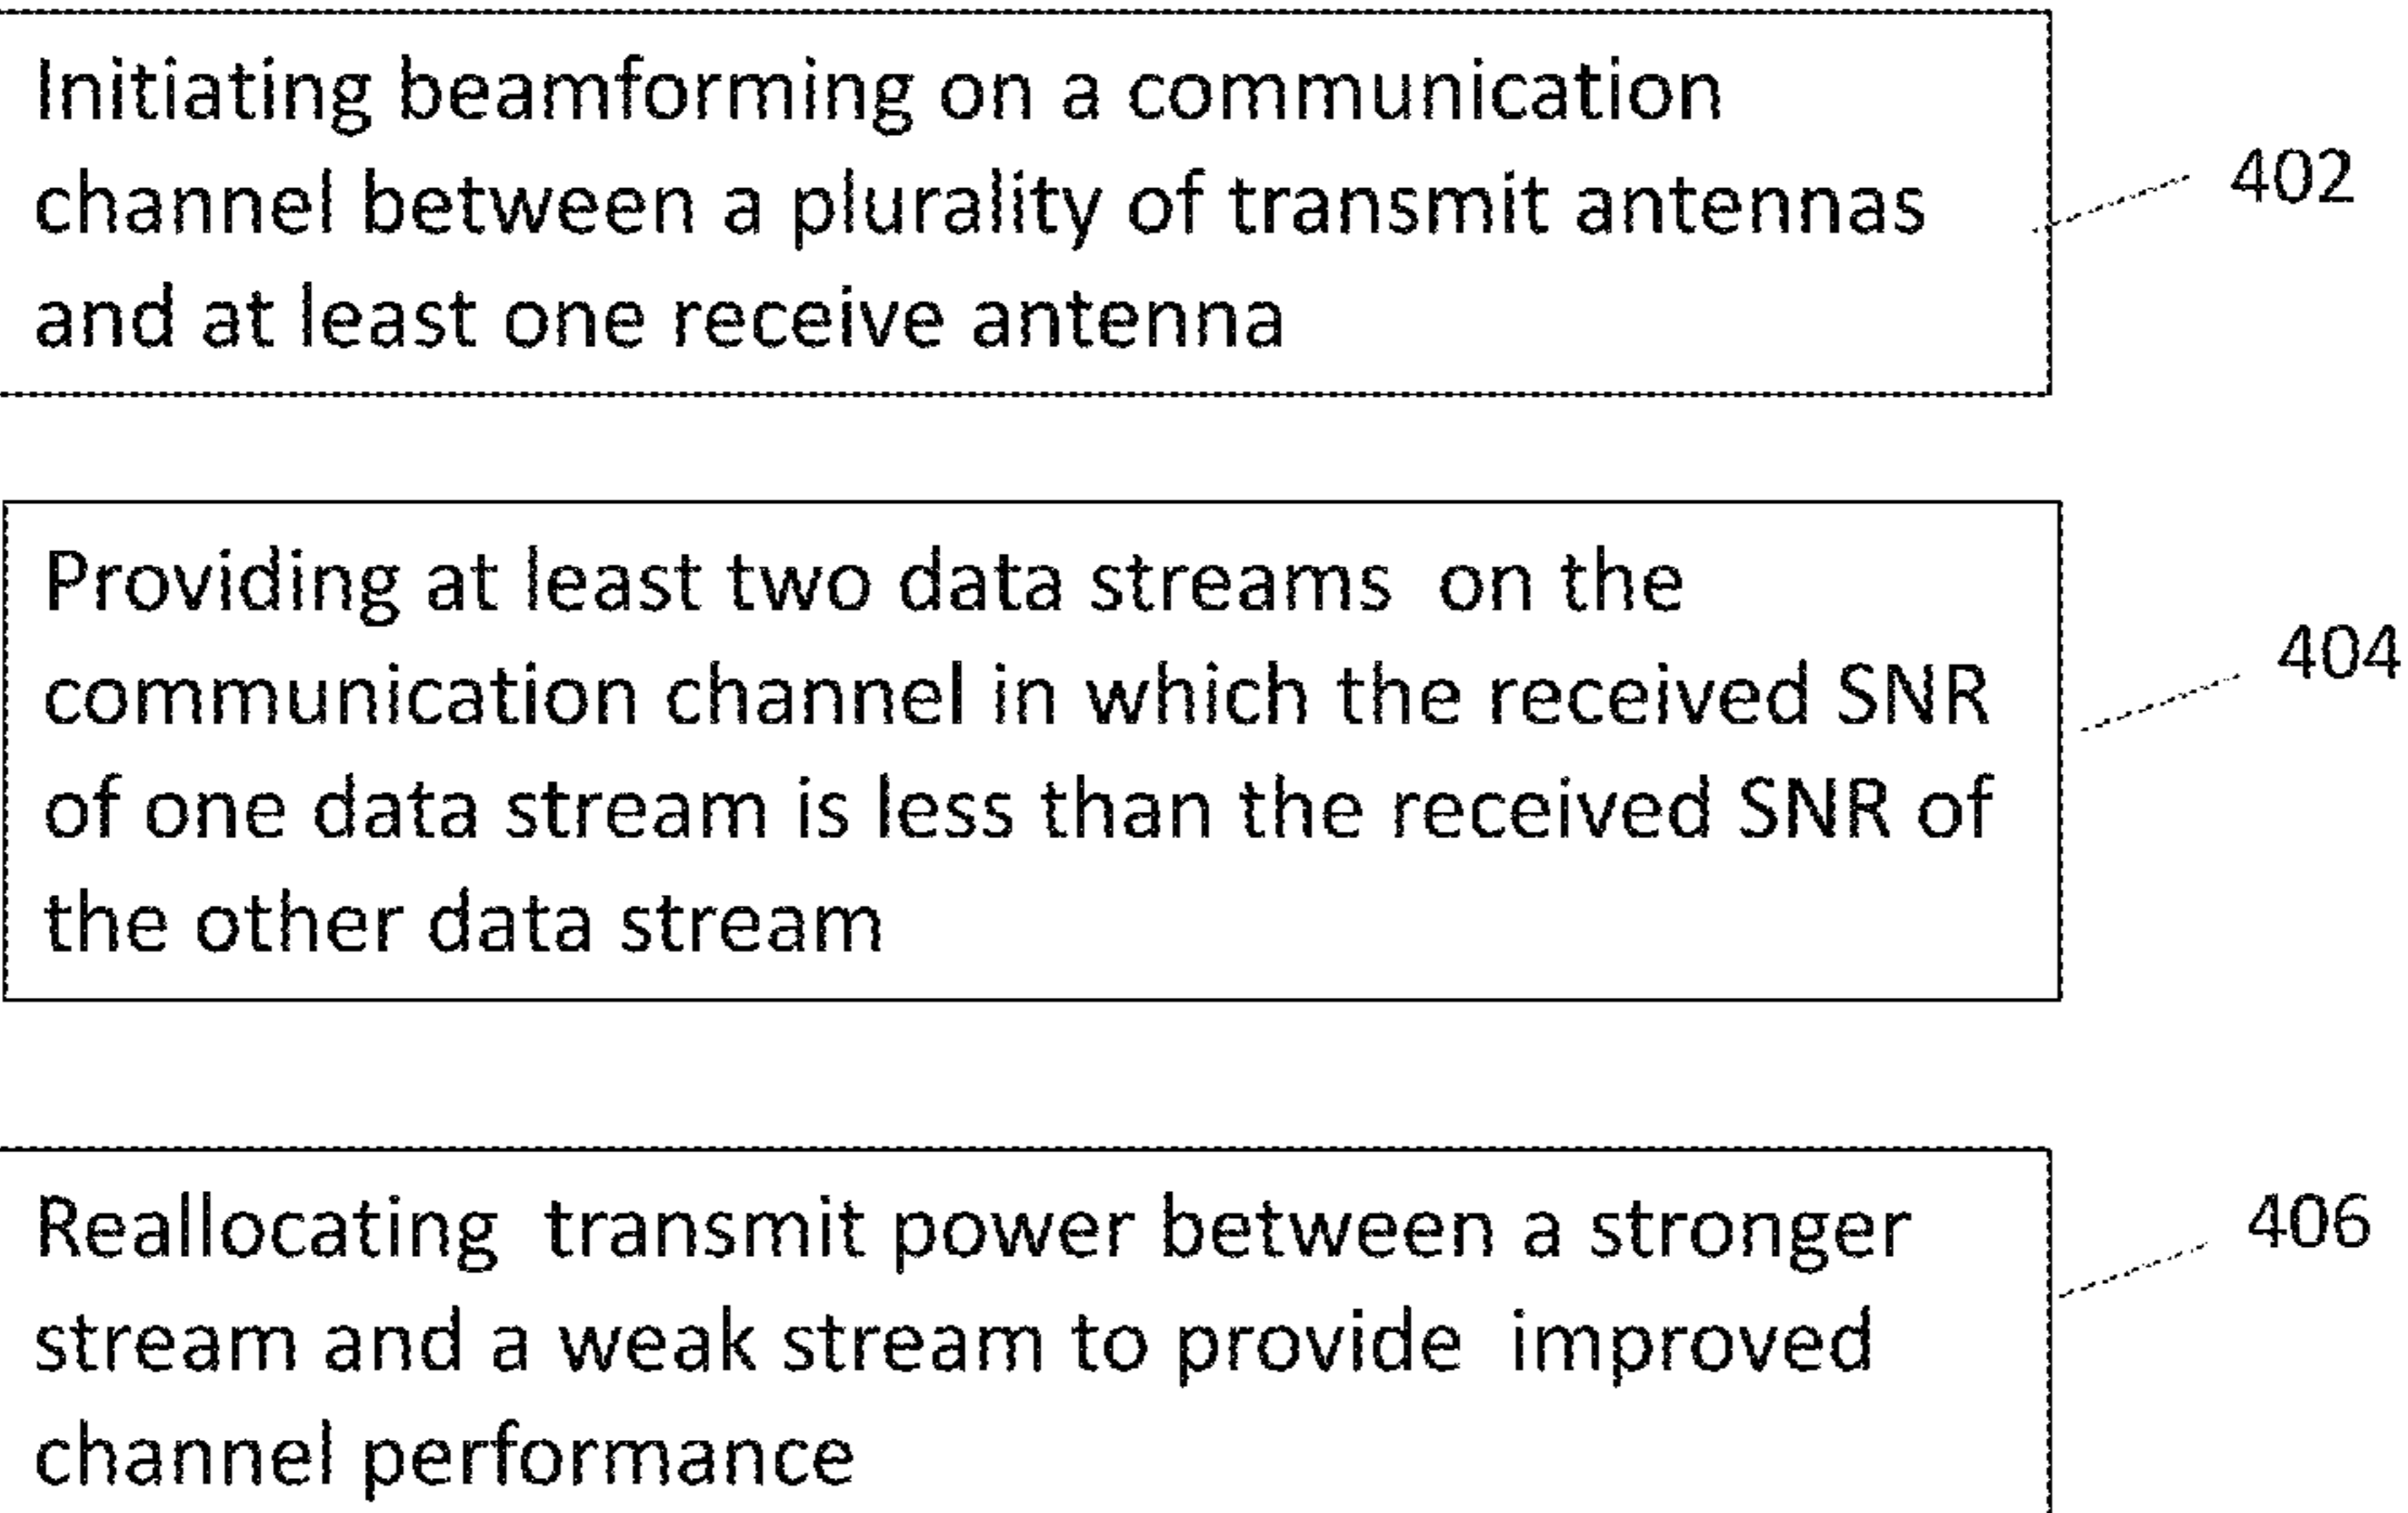 Initiating beamforming on a communication
channel between a plurality of transmit antennas
and at least one receive antenna
402
Providing at least two data streams on the
communication channel in which the received SNR
of one data stream is less than the received SNR of
the other data stream
404
Reallocating transmit power between a stronger
stream and a weak stream to provide improved
channel performance
406